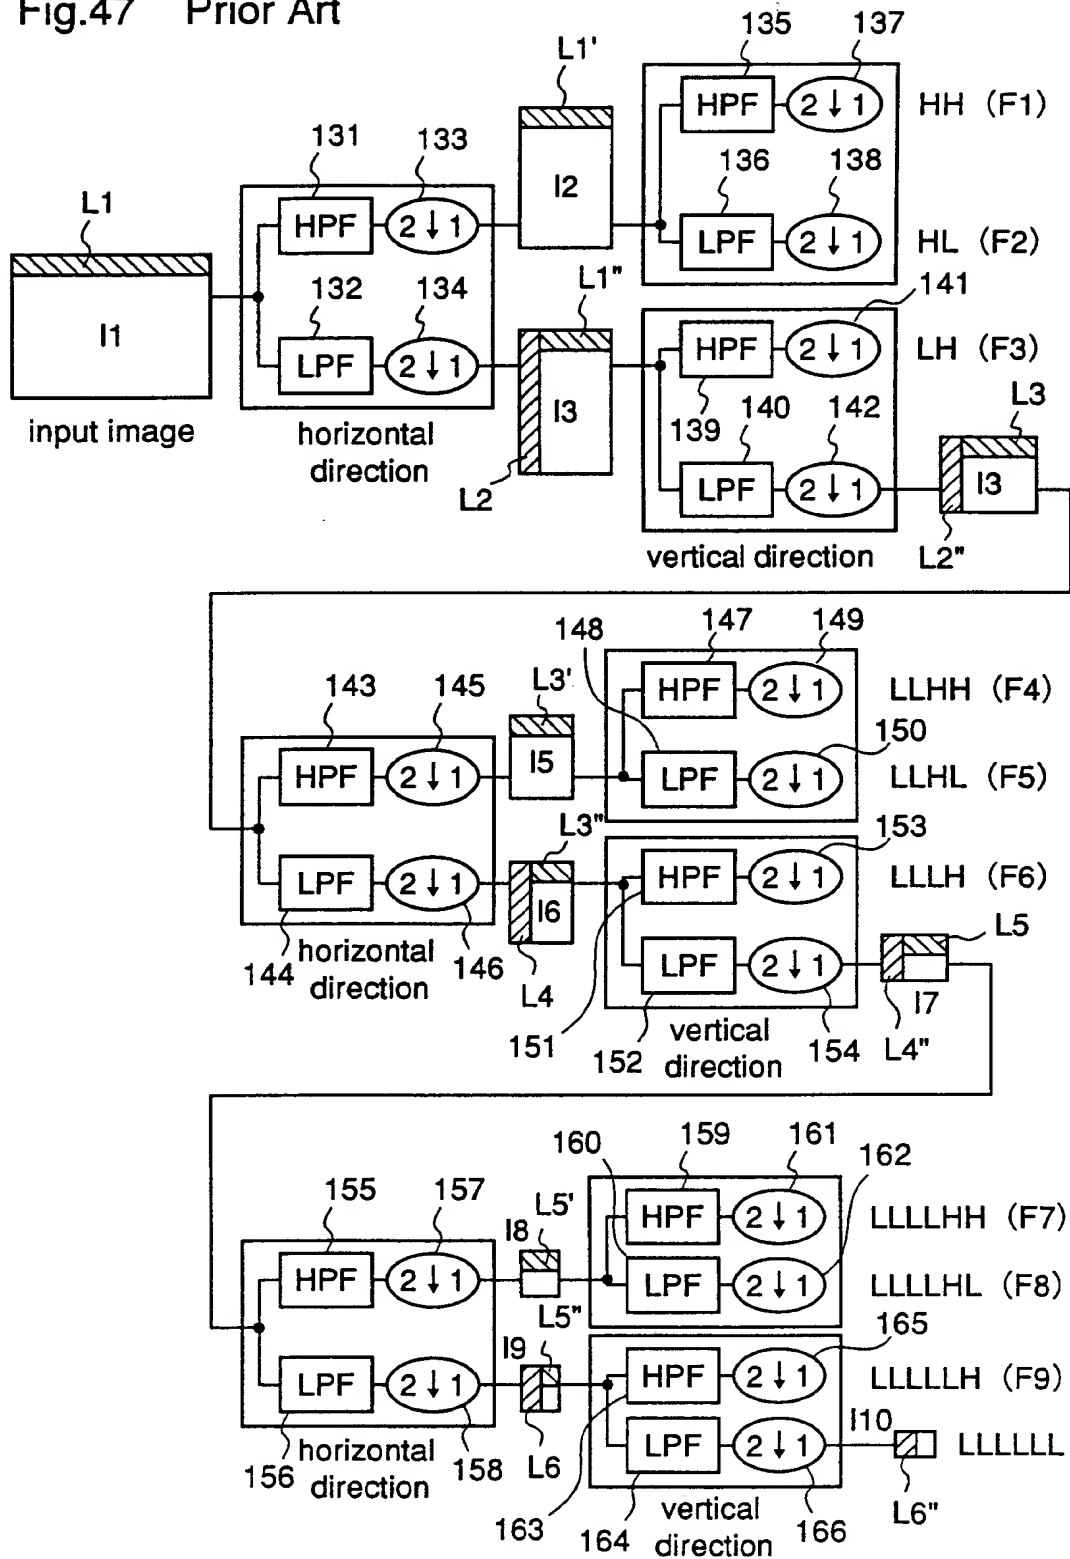 Fig.47 Prior Art
135 137
L1'
HPF 2↓1 HH (F1)
131 133
136 138
I2
L1
HPF 2↓1
LPF 2↓1 HL (F2)
L1"
141
132 134
I1
HPF 2↓1 LH (F3)
LPF 2↓1
I3
139 140 142
L3
input image
horizontal
direction
L2
LPF 2↓1
I3
vertical direction
L2"
148 147 149
143 145
L3'
HPF 2↓1 LLHH (F4)
150
HPF 2↓1
I5
LPF 2↓1 LLHL (F5)
L3"
153
LPF 2↓1
I6
HPF 2↓1 LLLH (F6)
L5
144
horizontal
direction
146
L4
LPF 2↓1
I7
151 152
vertical
direction
154
L4"
160 159 161 162
155 157
I8 L5'
HPF 2↓1 LLLLHH (F7)
HPF 2↓1
LPF 2↓1 LLLLHL (F8)
L5"
I9
165
LPF 2↓1
HPF 2↓1 LLLLLH (F9)
I10
156
horizontal
direction
158
L6
LPF 2↓1 LLLLLL
163 164
vertical
direction
166
L6"